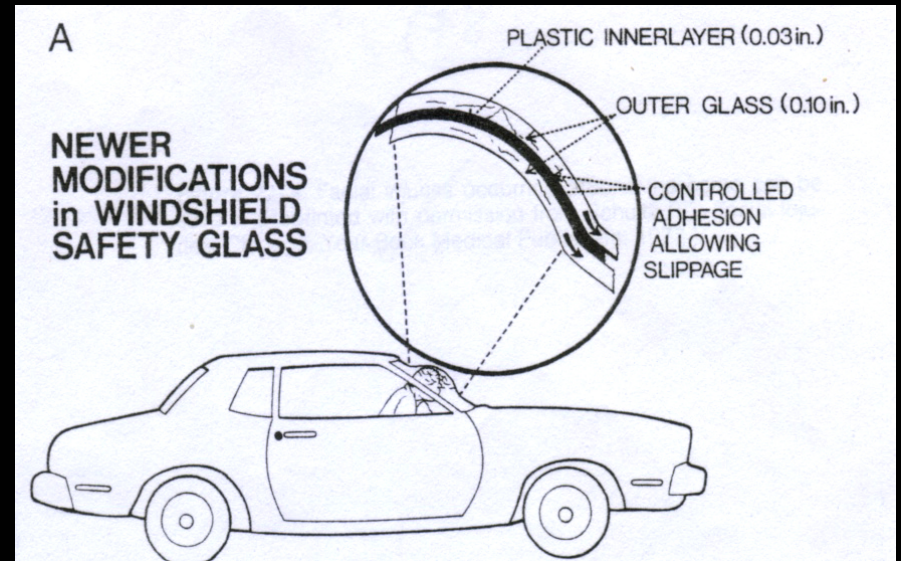 A
NEWER
MODIFICATIONS
in WINDSHIELD
SAFETY GLASS
PLASTIC INNERLAYER (0.03 in.)
OUTER GLASS (0.10 in.)
CONTROLLED
ADHESION
ALLOWING
SLIPPAGE